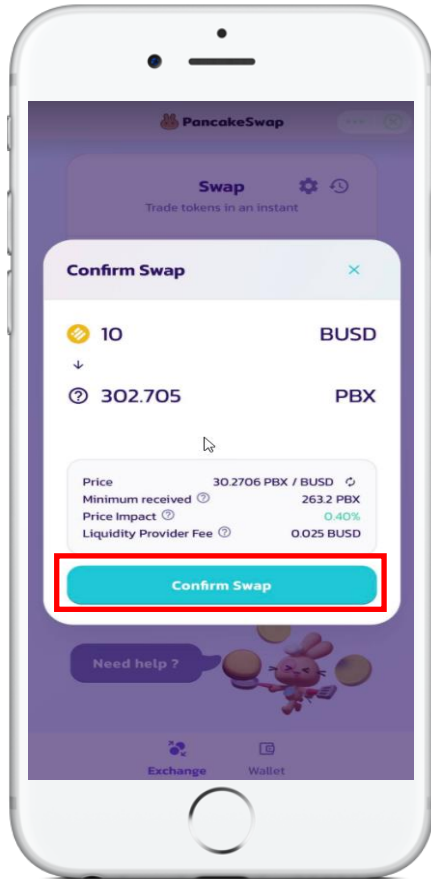 PancakeSwap
Swap
Trade tokens in an instant
Confirm Swap
10 BUSD
302.705 PBX
Price 30.2706 PBX / BUSD
Minimum received 263.2 PBX
Price Impact 0.40%
Liquidity Provider Fee 0.025 BUSD
Confirm Swap
Need help ?
Exchange Wallet